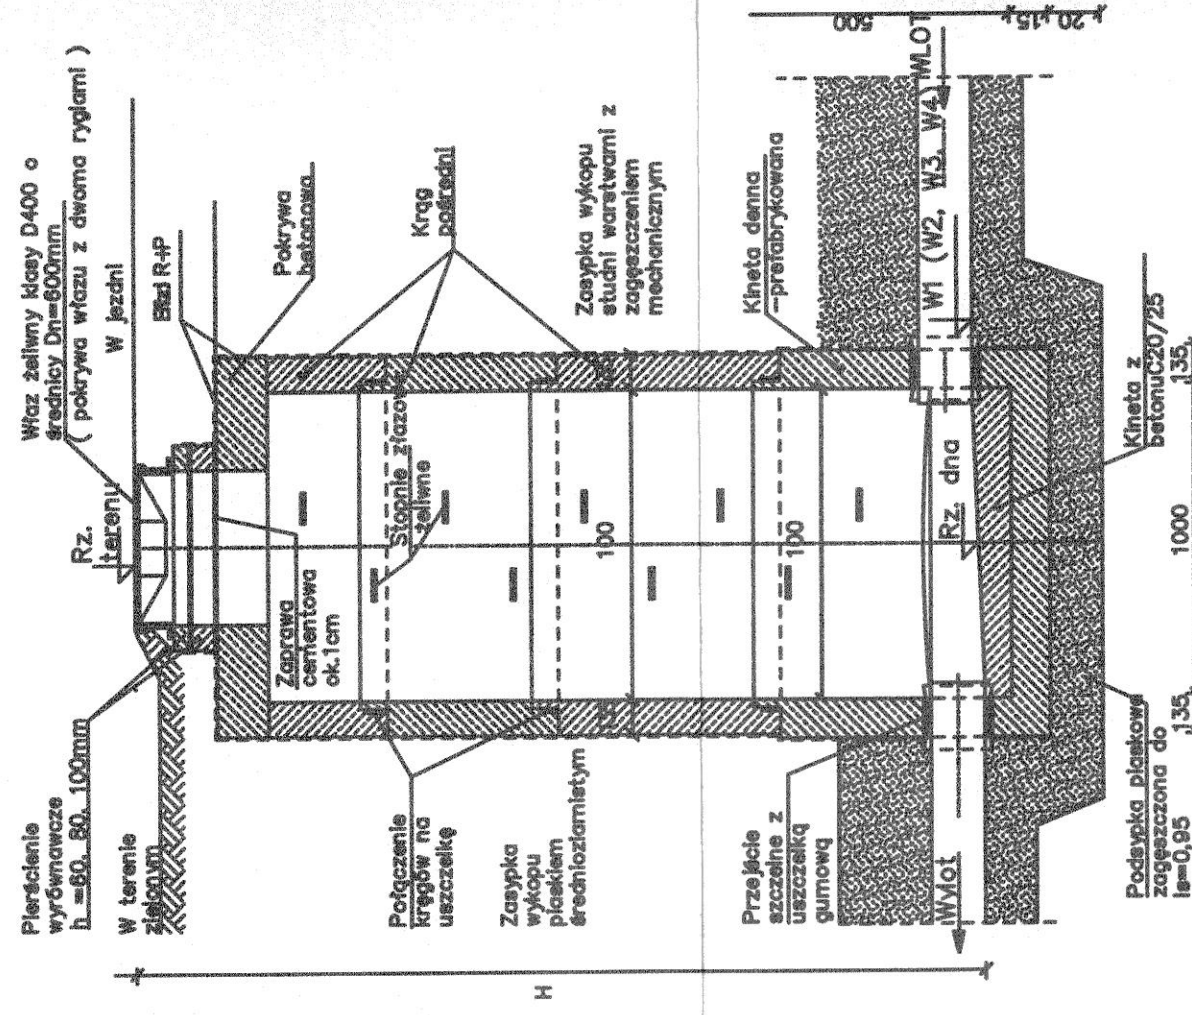 Właz żeliwny klasy D400 o
średnicy Dn=600mm
( pokrywa włazu z dwoma ryglami )
W jezdni
Rz.
terenu
Pierścienie
wyrównawcze
h =60, 80, 100mm
W terenie
zielonym
Bizl R+P
Pokrywa
betonowa
Krąg
pośredni
Zaprawa
cementowa
ok.1cm
Stopnie złazowe
żeliwne
Połączenie
kręgów na
uszczelkę
Zasypka
wykopu
piaskiem
średnioziarnistym
Zasypka wykopu
studni warstwami z
zagęszczeniem
mechanicznym
100
100
Kineta denna
-prefabrykowana
Przejście
szczelne z
uszczelką
gumową
Wylot
Rz dna
W1 (W2, W3, W4)
WLOT
500
15
20
Kineta z
betonuC20/25
Podsypka piaskowa
zagęszczona do
Is=0,95
135
1000
135
H